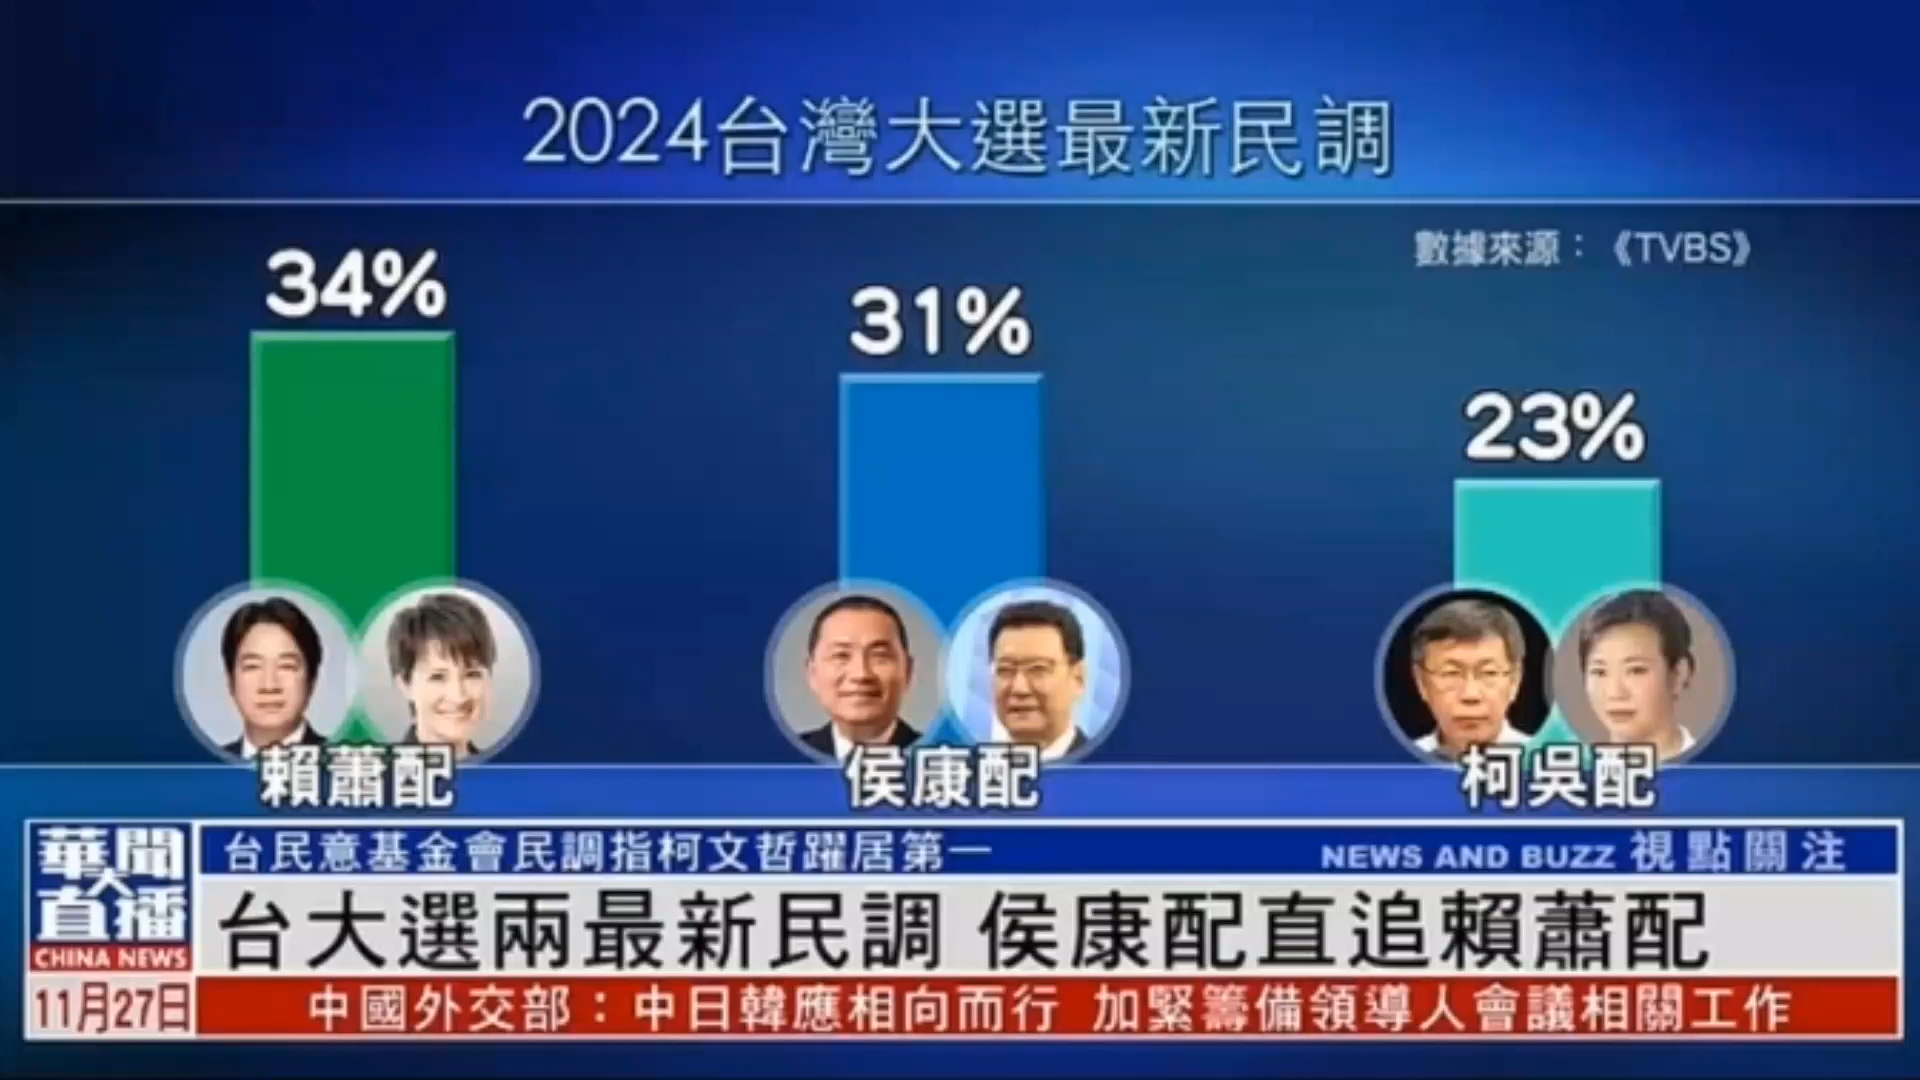 2024台灣大選最新民調
數據來源：《TVBS》
34%
31%
23%
賴蕭配
侯康配
柯吳配
華聞大直播
CHINA NEWS
11月27日
台民意基金會民調指柯文哲躍居第一
NEWS AND BUZZ 視點關注
台大選兩最新民調 侯康配直追賴蕭配
中國外交部：中日韓應相向而行 加緊籌備領導人會議相關工作